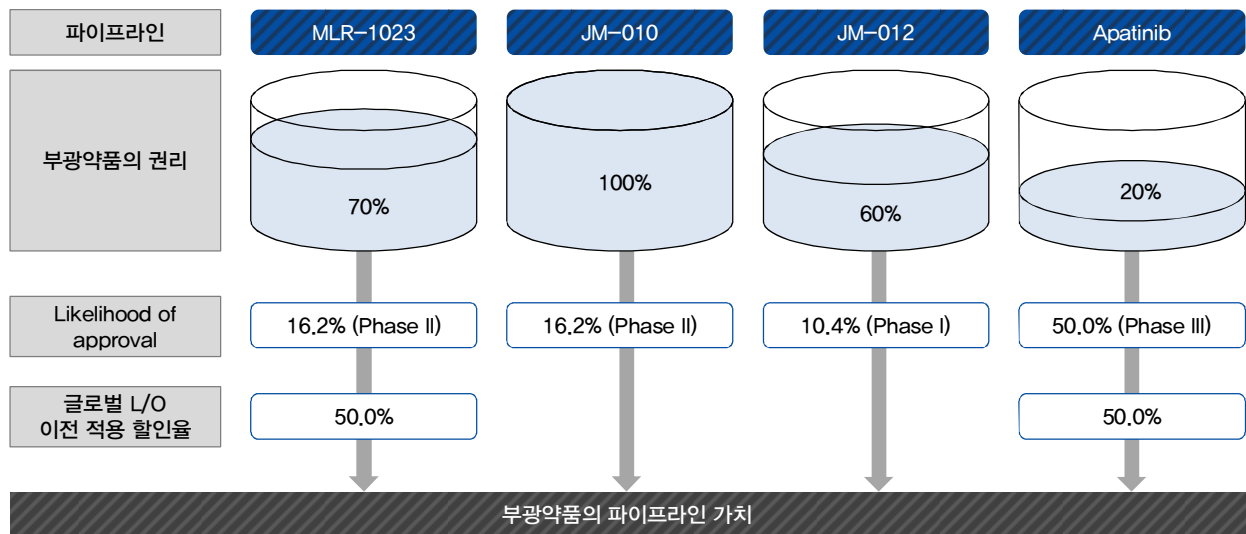 파이프라인
MLR-1023
JM-010
JM-012
Apatinib
부광약품의 권리
70%
100%
60%
20%
Likelihood of
approval
16.2% (Phase II)
16.2% (Phase II)
10.4% (Phase I)
50.0% (Phase III)
글로벌 L/O
이전 적용 할인율
50.0%
50.0%
부광약품의 파이프라인 가치